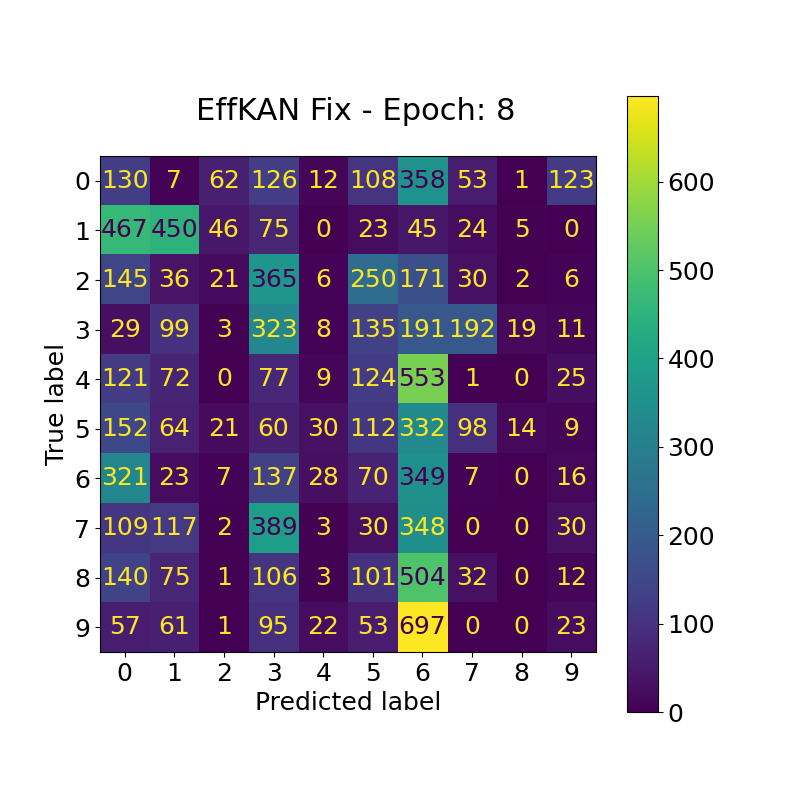 EffKAN Fix - Epoch: 8
0 130 7 62 126 12 108 358 53 1 123
1 467 450 46 75 0 23 45 24 5 0
2 145 36 21 365 6 250 171 30 2 6
3 29 99 3 323 8 135 191 192 19 11
4 121 72 0 77 9 124 553 1 0 25
5 152 64 21 60 30 112 332 98 14 9
6 321 23 7 137 28 70 349 7 0 16
7 109 117 2 389 3 30 348 0 0 30
8 140 75 1 106 3 101 504 32 0 12
9 57 61 1 95 22 53 697 0 0 23
0 1 2 3 4 5 6 7 8 9
Predicted label
True label
600
500
400
300
200
100
0